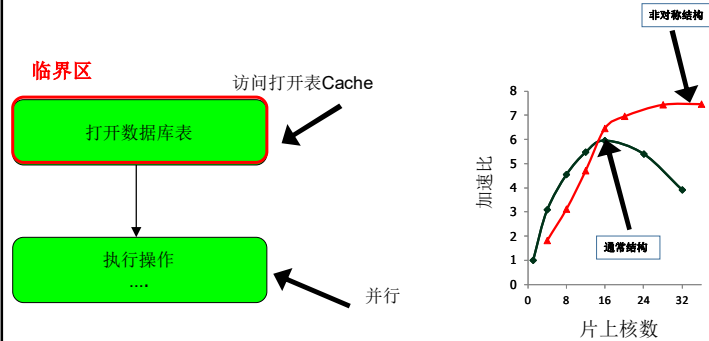 临界区
访问打开表Cache
打开数据库表
执行操作
....
并行
非对称结构
8
7
6
5
4
3
2
1
0
加速比
通常结构
0 8 16 24 32
片上核数